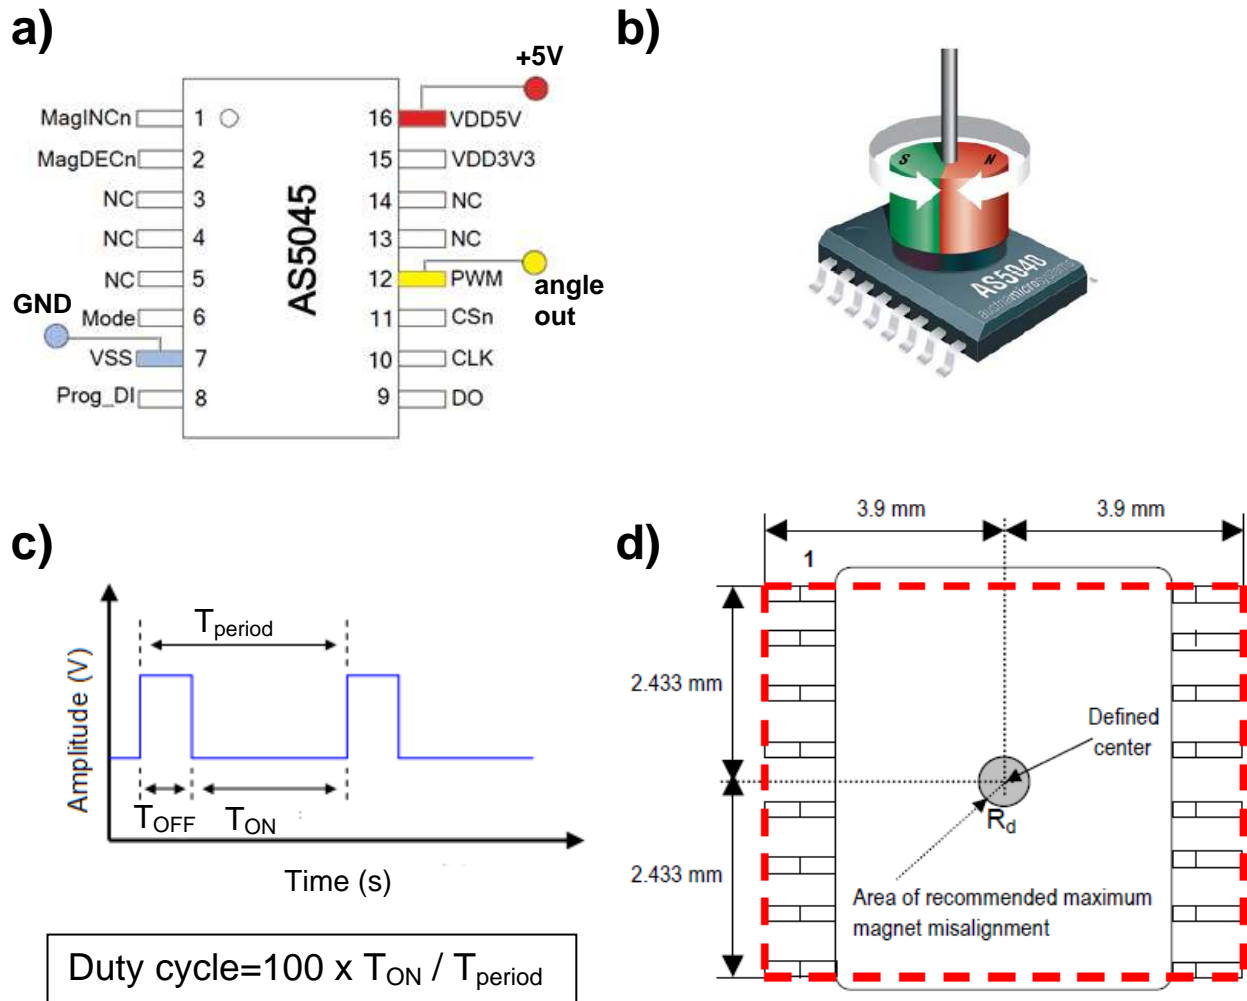 a)
+5V
MagINCn 1 16 VDD5V
MagDECn 2 15 VDD3V3
NC 3 14 NC
NC 4 13 NC
NC 5 12 PWM
Mode 6 11 CSn
VSS 7 10 CLK
Prog_DI 8 9 DO
AS5045
GND
angle
out
b)
S N
AS5040
austriamicrosystems
c)
Amplitude (V)
Tperiod
TOFF TON
Time (s)
Duty cycle=100 x TON / Tperiod
d)
3.9 mm 3.9 mm
1
2.433 mm
Defined
center
Rd
2.433 mm
Area of recommended maximum
magnet misalignment